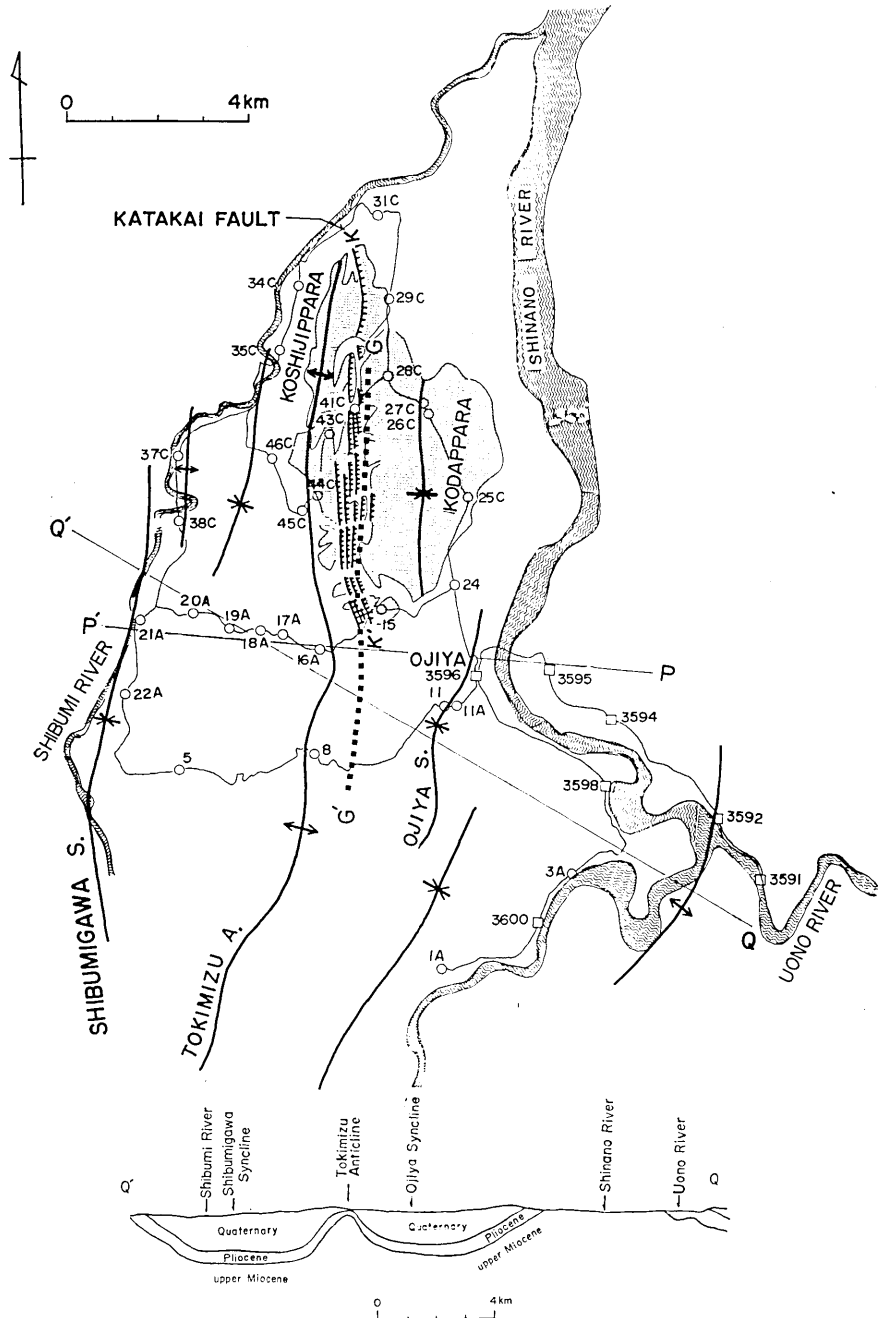 0 4km
SHINANO RIVER
31C
KATAKAI FAULT
K
34C
29C
KOSHIJIPPARA
35C
G
28C
41C
27C
26C
43C
37C
46C
KODAPPARA
44C
25C
45C
38C
Q'
24
20A
19A
17A
15
P'
21A
18A
K'
16A
OJIYA
P
3596
3595
SHIBUMI RIVER
22A
11
11A
3594
5
8
G'
OJIYA S.
3598
3592
3A
3591
3600
Q
UONO RIVER
1A
SHIBUMIGAWA S.
TOKIMIZU A.
Shibumi River
Shibumigawa Syncline
Tokimizu Anticline
Ojiya Syncline
Shinano River
Uono River
Q' Q
Quaternary Quaternary
Pliocene Pliocene
upper Miocene upper Miocene
0 4km